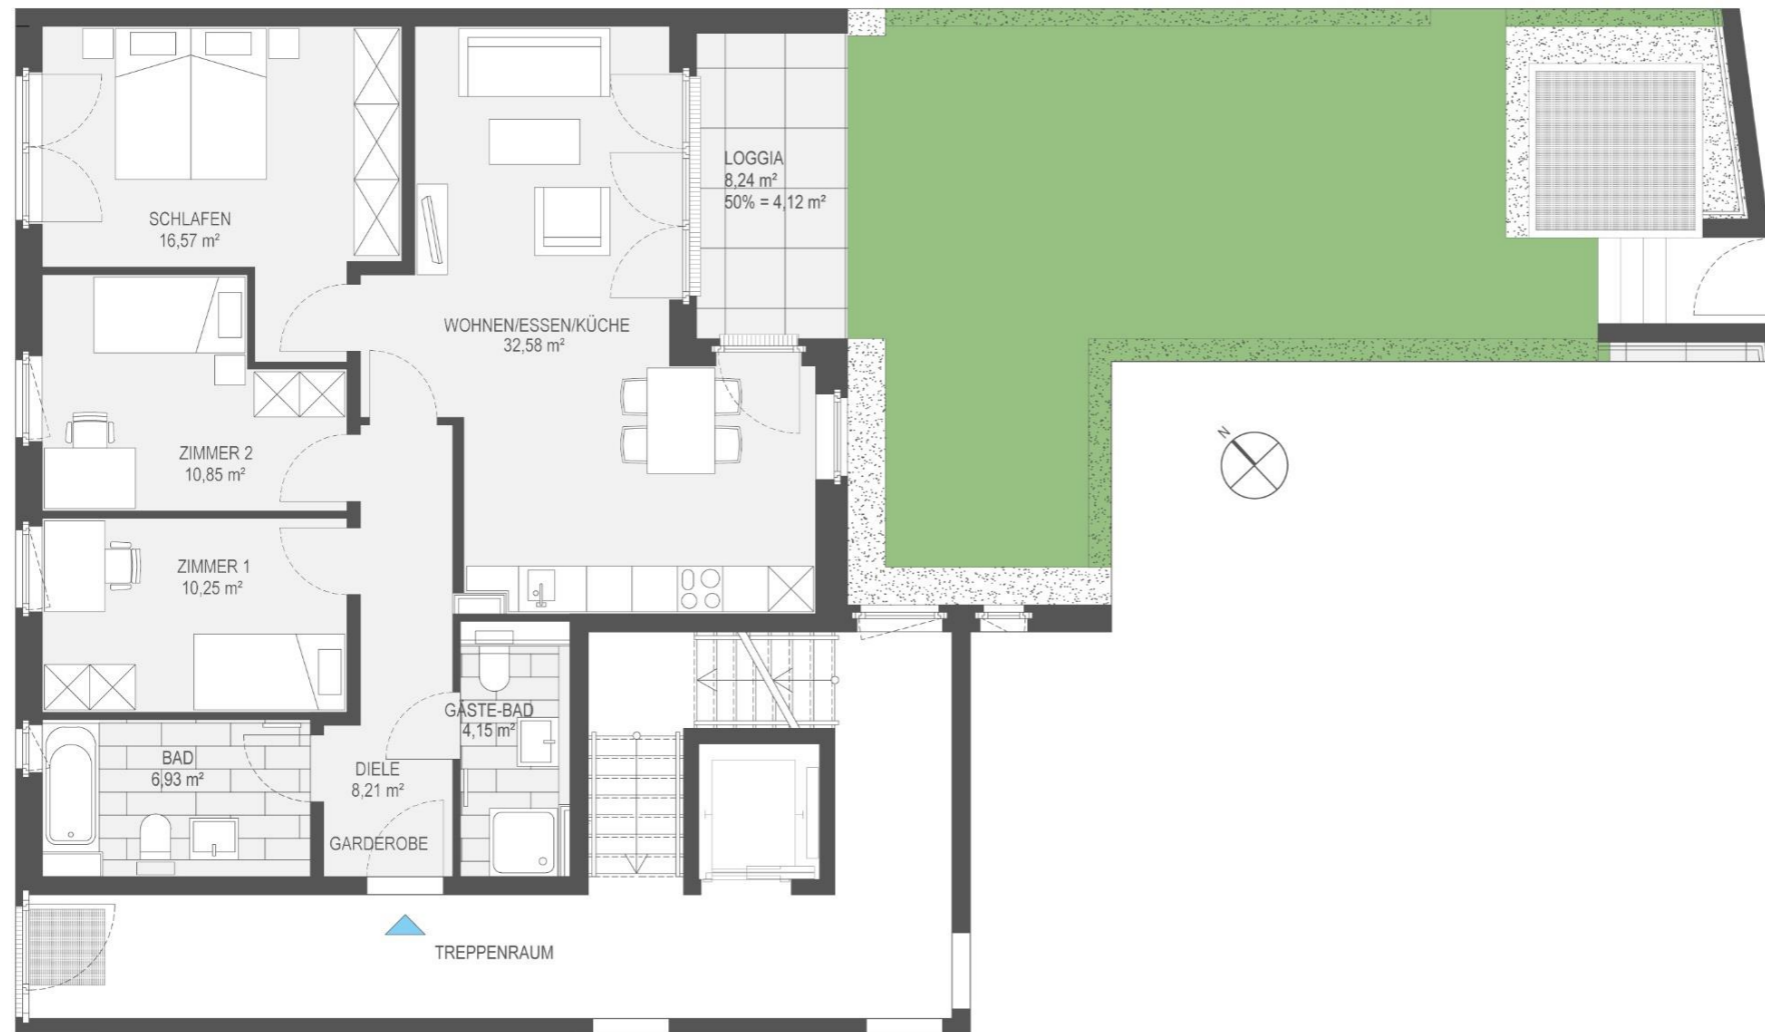 LOGGIA
8,24 m²
50% = 4,12 m²
SCHLAFEN
16,57 m²
WOHNEN/ESSEN/KÜCHE
32,58 m²
N
ZIMMER 2
10,85 m²
ZIMMER 1
10,25 m²
GÄSTE-BAD
4,15 m²
BAD
6,93 m²
DIELE
8,21 m²
GARDEROBE
TREPPENRAUM